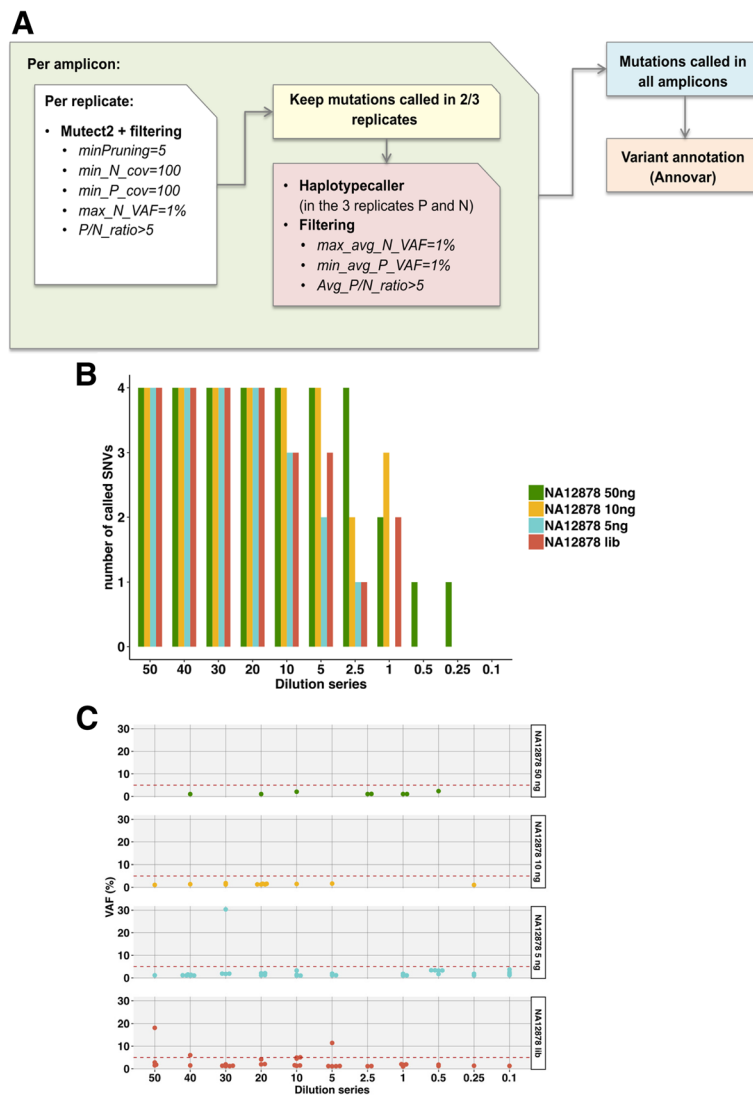 A
Per amplicon:
Per replicate:
• Mutect2 + filtering
• minPruning=5
• min_N_cov=100
• min_P_cov=100
• max_N_VAF=1%
• P/N_ratio>5
Keep mutations called in 2/3
replicates
• Haplotypecaller
(in the 3 replicates P and N)
• Filtering
• max_avg_N_VAF=1%
• min_avg_P_VAF=1%
• Avg_P/N_ratio>5
Mutations called in
all amplicons
Variant annotation
(Annovar)
B
number of called SNVs
4
3
2
1
0
50 40 30 20 10 5 2.5 1 0.5 0.25 0.1
Dilution series
NA12878 50ng
NA12878 10ng
NA12878 5ng
NA12878 lib
C
VAF (%)
30
20
10
0
NA12878 50 ng
30
20
10
0
NA12878 10 ng
30
20
10
0
NA12878 5 ng
30
20
10
0
NA12878 lib
50 40 30 20 10 5 2.5 1 0.5 0.25 0.1
Dilution series